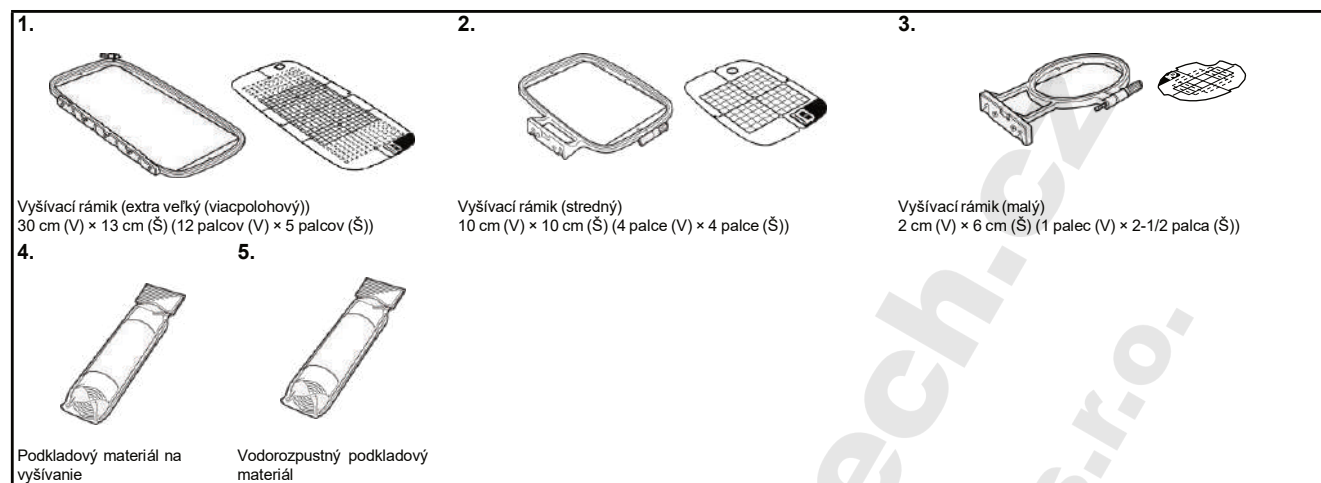 1.
2.
3.
Vyšívací rámik (extra veľký (viacpolohový))
30 cm (V) × 13 cm (Š) (12 palcov (V) × 5 palcov (Š))
Vyšívací rámik (stredný)
10 cm (V) × 10 cm (Š) (4 palce (V) × 4 palce (Š))
Vyšívací rámik (malý)
2 cm (V) × 6 cm (Š) (1 palec (V) × 2-1/2 palca (Š))
4.
5.
Podkladový materiál na
vyšívanie
Vodorozpustný podkladový
materiál
ech.cz
s.r.o.